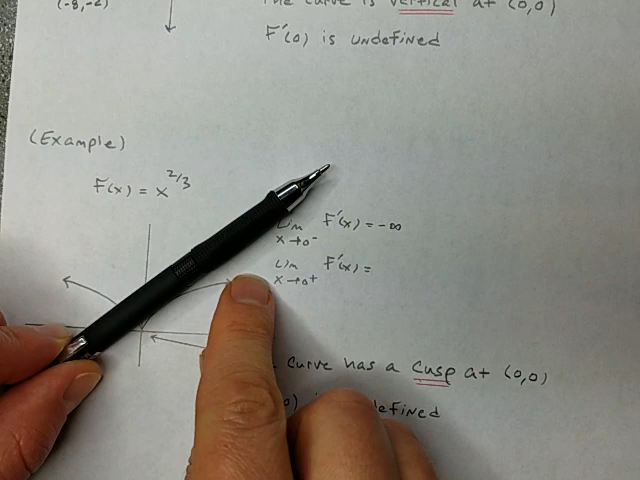 (-8,-2)
The curve is vertical at (0,0)
F'(0) is undefined
(Example)
F(x) = x^2/3
Lim F'(x) = -∞
x→0⁻
Lim F'(x) =
x→0⁺
curve has a cusp at (0,0)